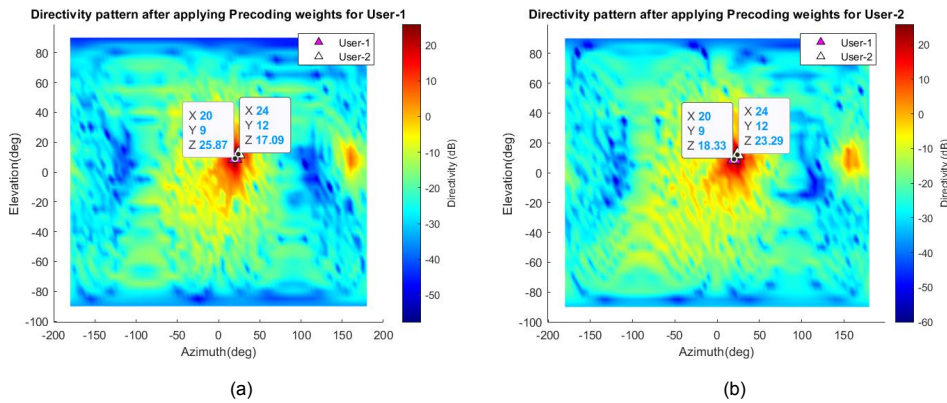 Directivity pattern after applying Precoding weights for User-1
User-1
User-2
X 20
Y 9
Z 25.87
X 24
Y 12
Z 17.09
80
60
40
20
0
-20
-40
-60
-80
-100
Elevation(deg)
-200
-150
-100
-50
0
50
100
150
200
Azimuth(deg)
20
10
0
-10
-20
-30
-40
-50
Directivity (dB)
(a)
Directivity pattern after applying Precoding weights for User-2
User-1
User-2
X 20
Y 9
Z 18.33
X 24
Y 12
Z 23.29
80
60
40
20
0
-20
-40
-60
-80
-100
Elevation(deg)
-200
-150
-100
-50
0
50
100
150
Azimuth(deg)
20
10
0
-10
-20
-30
-40
-50
-60
Directivity (dB)
(b)